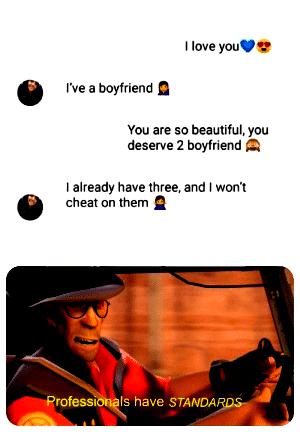 I love you💙😍
I've a boyfriend 🤦‍♀️
You are so beautiful, you
deserve 2 boyfriend 🙈
I already have three, and I won't
cheat on them 🤦‍♀️
Professionals have STANDARDS